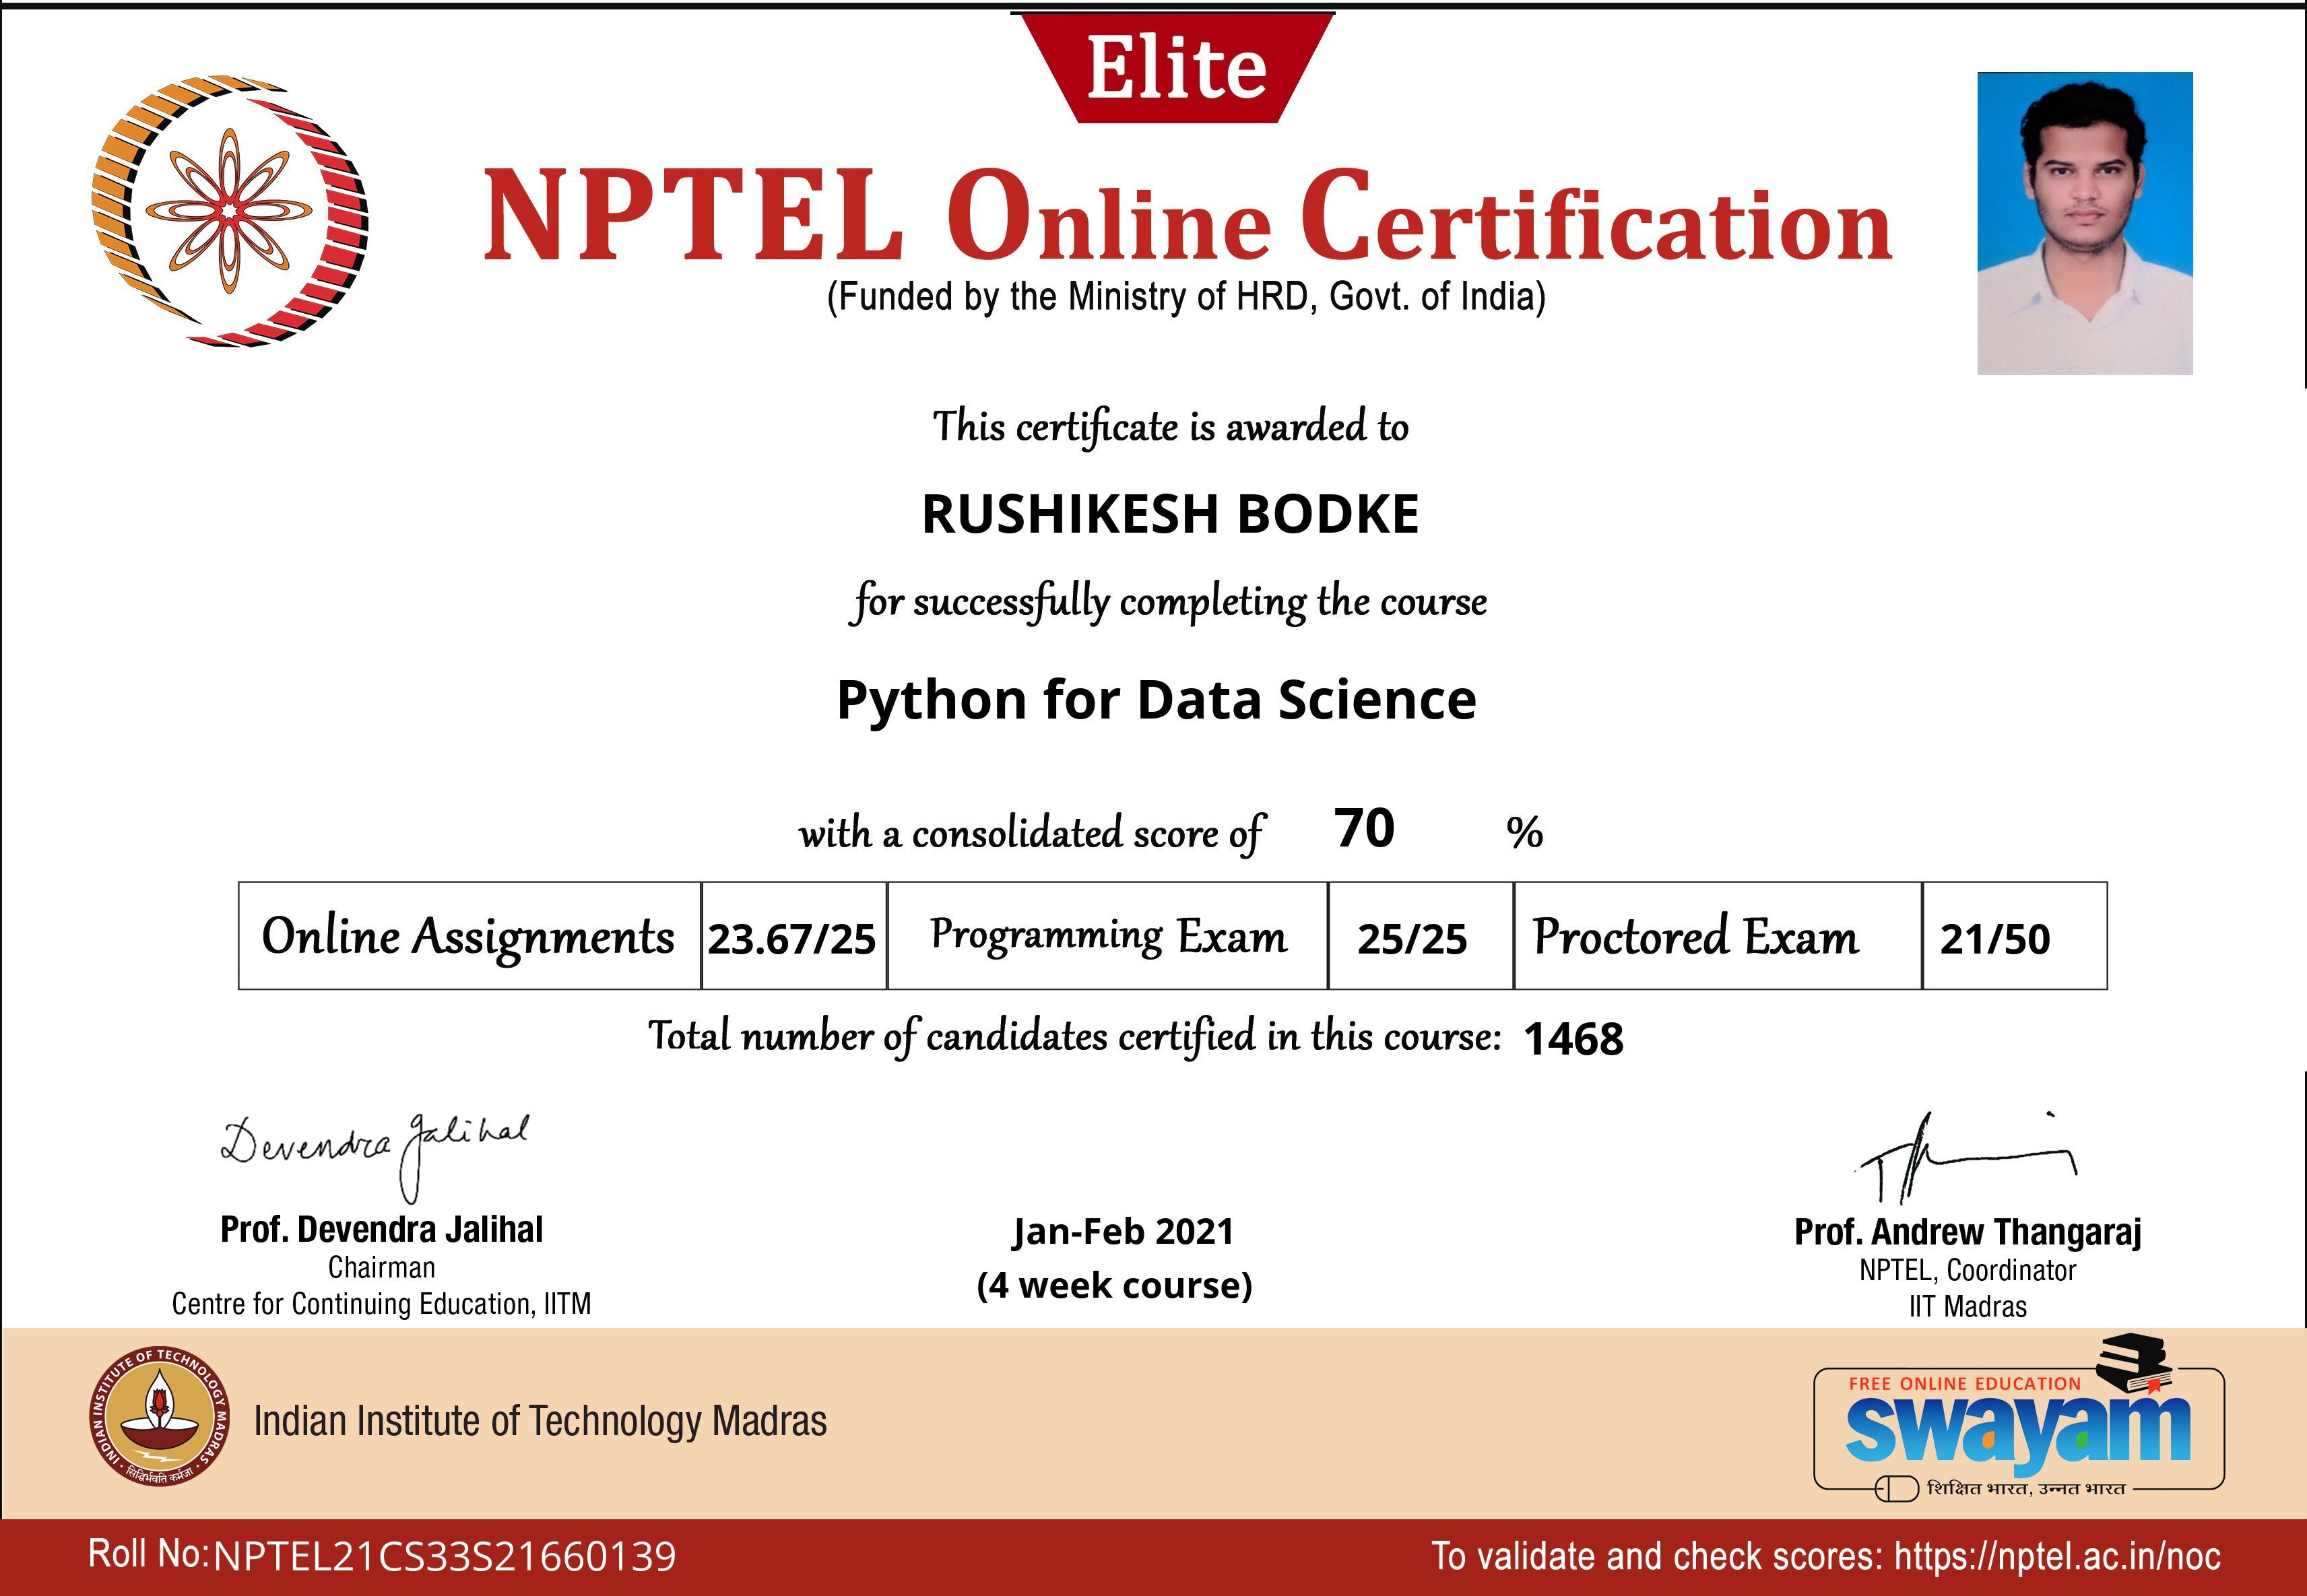 Elite
NPTEL Online Certification
(Funded by the Ministry of HRD, Govt. of India)
This certificate is awarded to
RUSHIKESH BODKE
for successfully completing the course
Python for Data Science
with a consolidated score of 70 %
Online Assignments 23.67/25 Programming Exam 25/25 Proctored Exam 21/50
Total number of candidates certified in this course: 1468
Devendra Jalihal
Prof. Devendra Jalihal
Chairman
Centre for Continuing Education, IITM
Jan-Feb 2021
(4 week course)
Prof. Andrew Thangaraj
NPTEL, Coordinator
IIT Madras
INDIAN INSTITUTE OF TECHNOLOGY MADRAS
सिद्धिर्भवति कर्मजा
Indian Institute of Technology Madras
FREE ONLINE EDUCATION
swayam
शिक्षित भारत, उन्नत भारत
Roll No:NPTEL21CS33S21660139
To validate and check scores: https://nptel.ac.in/noc